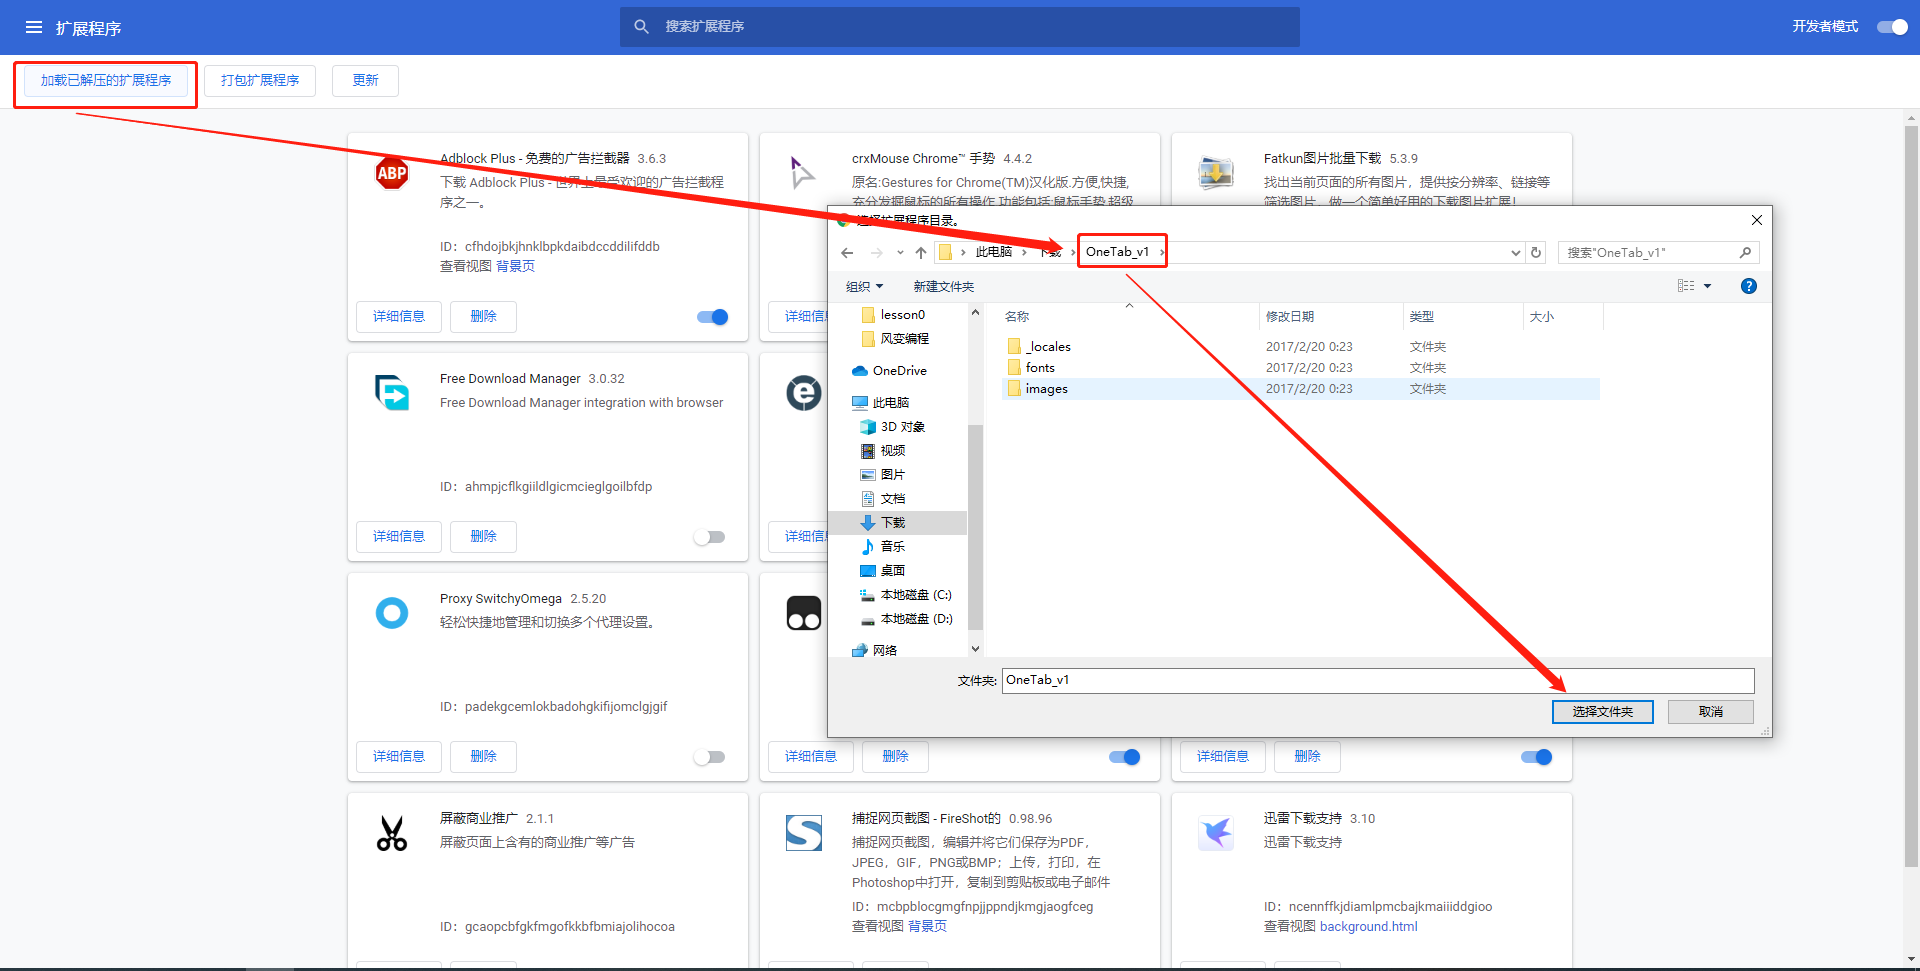 扩展程序
搜索扩展程序
开发者模式
加载已解压的扩展程序
打包扩展程序
更新
ABP
Adblock Plus - 免费的广告拦截器 3.6.3
下载 Adblock Plus - 世界上最受欢迎的广告拦截程
序之一。
ID：cfhdojbkjhnklbpkdaibdccddilifddb
查看视图 背景页
详细信息
删除
crxMouse Chrome™ 手势 4.4.2
原名:Gestures for Chrome(TM)汉化版.方便,快捷,
充分发掘鼠标的所有操作.功能包括:鼠标手势,超级
详细信息
Fatkun图片批量下载 5.3.9
找出当前页面的所有图片，提供按分辨率、链接等
筛选图片，做一个简单好用的下载图片扩展！
Free Download Manager 3.0.32
Free Download Manager integration with browser
ID：ahmpjcflkgiildlgicmcieglgoilbfdp
详细信息
删除
详细信息
Proxy SwitchyOmega 2.5.20
轻松快捷地管理和切换多个代理设置。
ID：padekgcemlokbadohgkifijomclgjgif
详细信息
删除
详细信息
删除
详细信息
删除
屏蔽商业推广 2.1.1
屏蔽页面上含有的商业推广等广告
ID：gcaopcbfgkfmgofkkbfbmiajolihocoa
捕捉网页截图 - FireShot的 0.98.96
捕捉网页截图，编辑并将它们保存为PDF，
JPEG，GIF，PNG或BMP；上传，打印，在
Photoshop中打开，复制到剪贴板或电子邮件
ID：mcbpblocgmgfnpjjppndjkmgjaogfceg
查看视图 背景页
迅雷下载支持 3.10
迅雷下载支持
ID：ncennffkjdiamlpmcbajkmaiiiddgioo
查看视图 background.html
选择扩展程序目录。
此电脑
下载
OneTab_v1
搜索"OneTab_v1"
组织
新建文件夹
lesson0
风变编程
OneDrive
此电脑
3D 对象
视频
图片
文档
下载
音乐
桌面
本地磁盘 (C:)
本地磁盘 (D:)
网络
名称 修改日期 类型 大小
_locales 2017/2/20 0:23 文件夹
fonts 2017/2/20 0:23 文件夹
images 2017/2/20 0:23 文件夹
文件夹: OneTab_v1
选择文件夹
取消